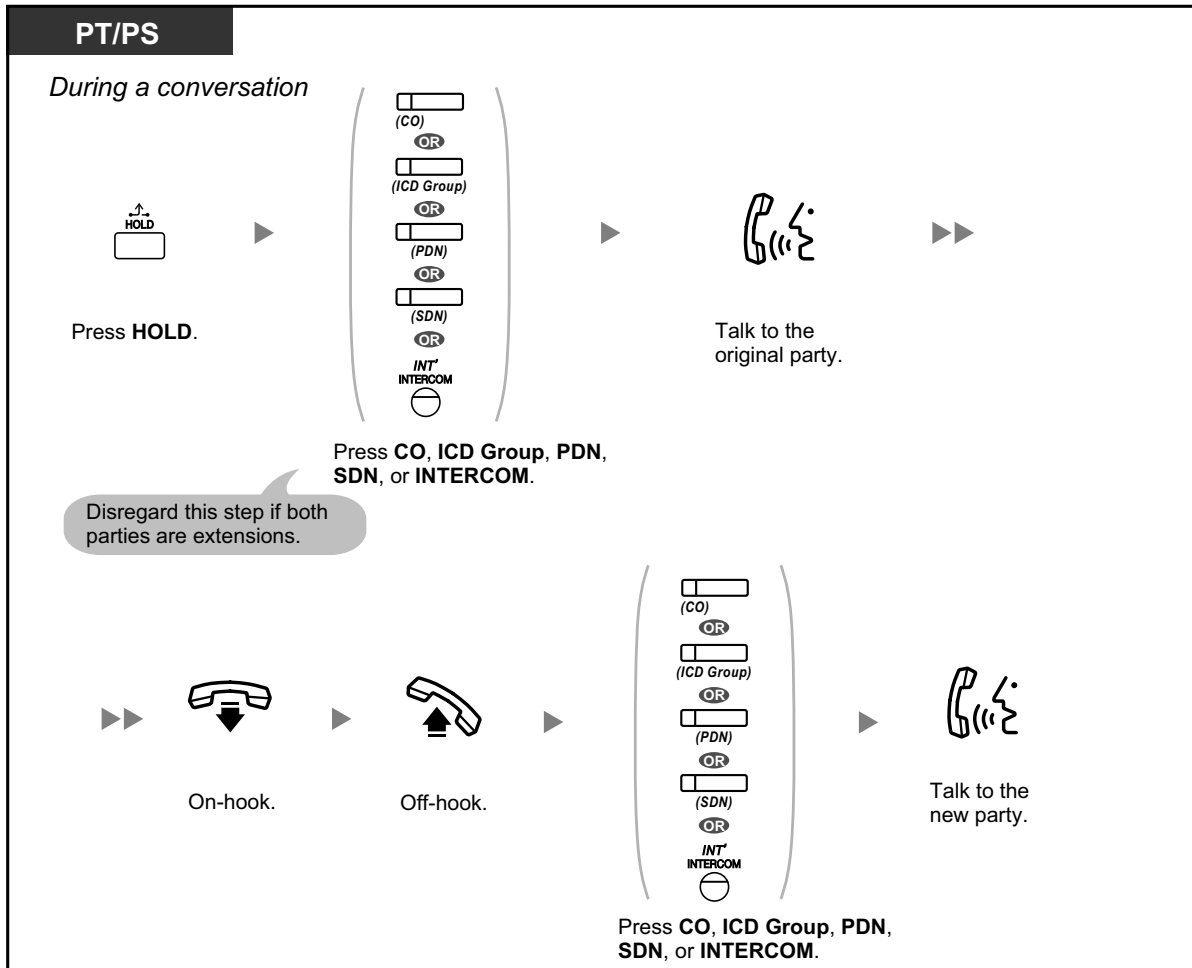 PT/PS
During a conversation
HOLD
Press HOLD.
(CO)
OR
(ICD Group)
OR
(PDN)
OR
(SDN)
OR
INT'
INTERCOM
Press CO, ICD Group, PDN,
SDN, or INTERCOM.
Disregard this step if both
parties are extensions.
Talk to the
original party.
On-hook.
Off-hook.
(CO)
OR
(ICD Group)
OR
(PDN)
OR
(SDN)
OR
INT'
INTERCOM
Press CO, ICD Group, PDN,
SDN, or INTERCOM.
Talk to the
new party.